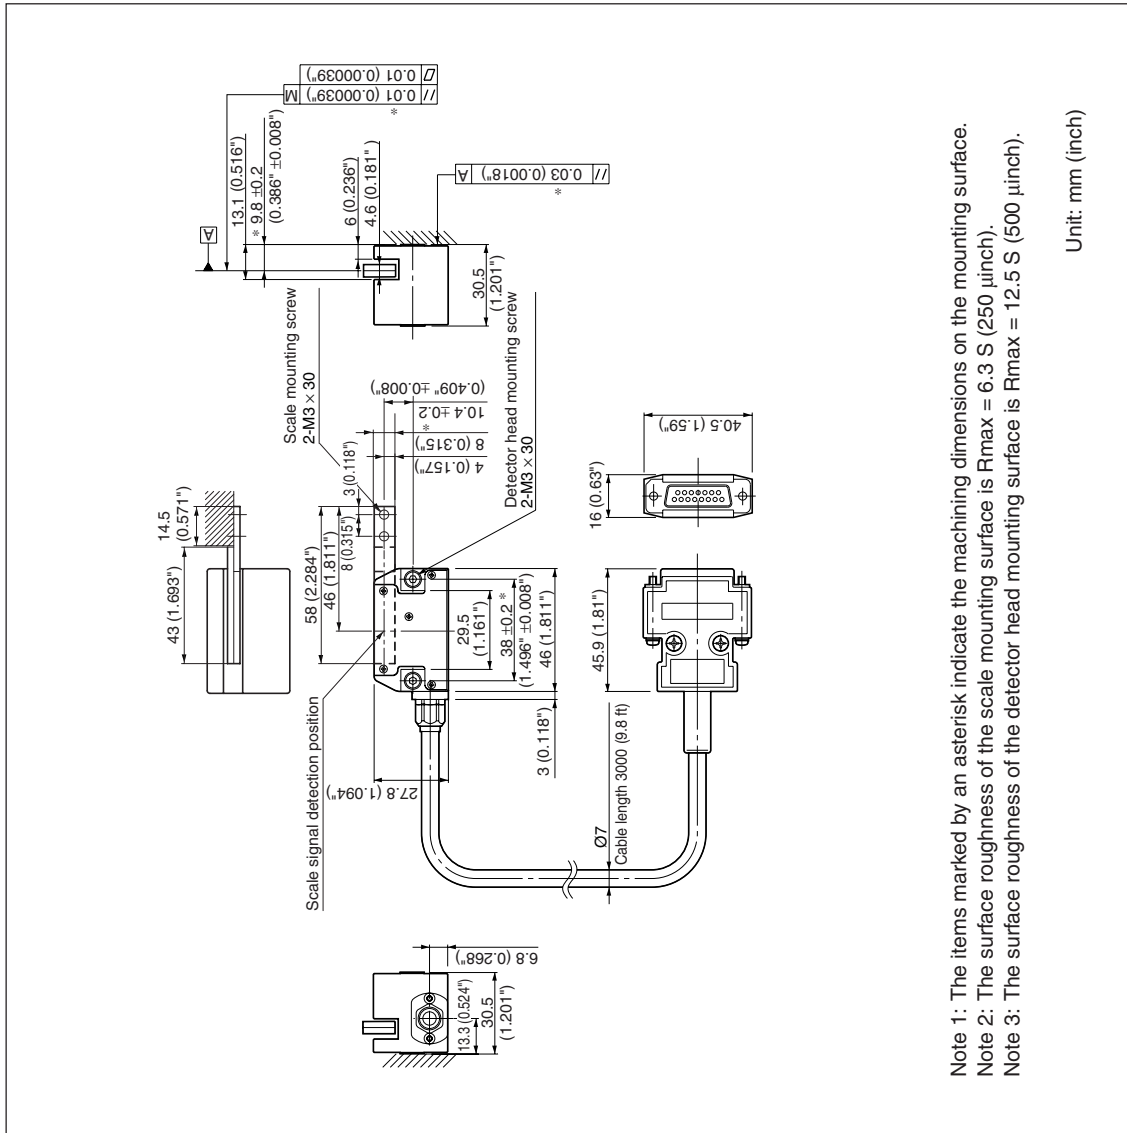 0.01 (0.00039")
0.01 (0.00039") M
*
13.1 (0.516")
* 9.8 ±0.2
(0.386" ±0.008")
A
6 (0.236")
4.6 (0.181" )
0.03 (0.0018") A
*
30.5
(1.201")
Scale mounting screw
2-M3 × 30
Detector head mounting screw
2-M3 × 30
(0.409" ±0.008")
10.4 ±0.2
*
8 (0.315")
4 (0.157")
3 (0.118")
14.5
(0.571")
43 (1.693")
58 (2.284")
46 (1.811")
8 (0.315")
29.5
(1.161")
38 ±0.2 *
(1.496" ±0.008")
46 (1.811")
3 (0.118")
27.8 (1.094")
Scale signal detection position
40.5 (1.59")
16 (0.63")
45.9 (1.81")
Ø7
Cable length 3000 (9.8 ft)
6.8 (0.268")
13.3 (0.524")
30.5
(1.201")
Note 1: The items marked by an asterisk indicate the machining dimensions on the mounting surface.
Note 2: The surface roughness of the scale mounting surface is Rmax = 6.3 S (250 µinch).
Note 3: The surface roughness of the detector head mounting surface is Rmax = 12.5 S (500 µinch).
Unit: mm (inch)